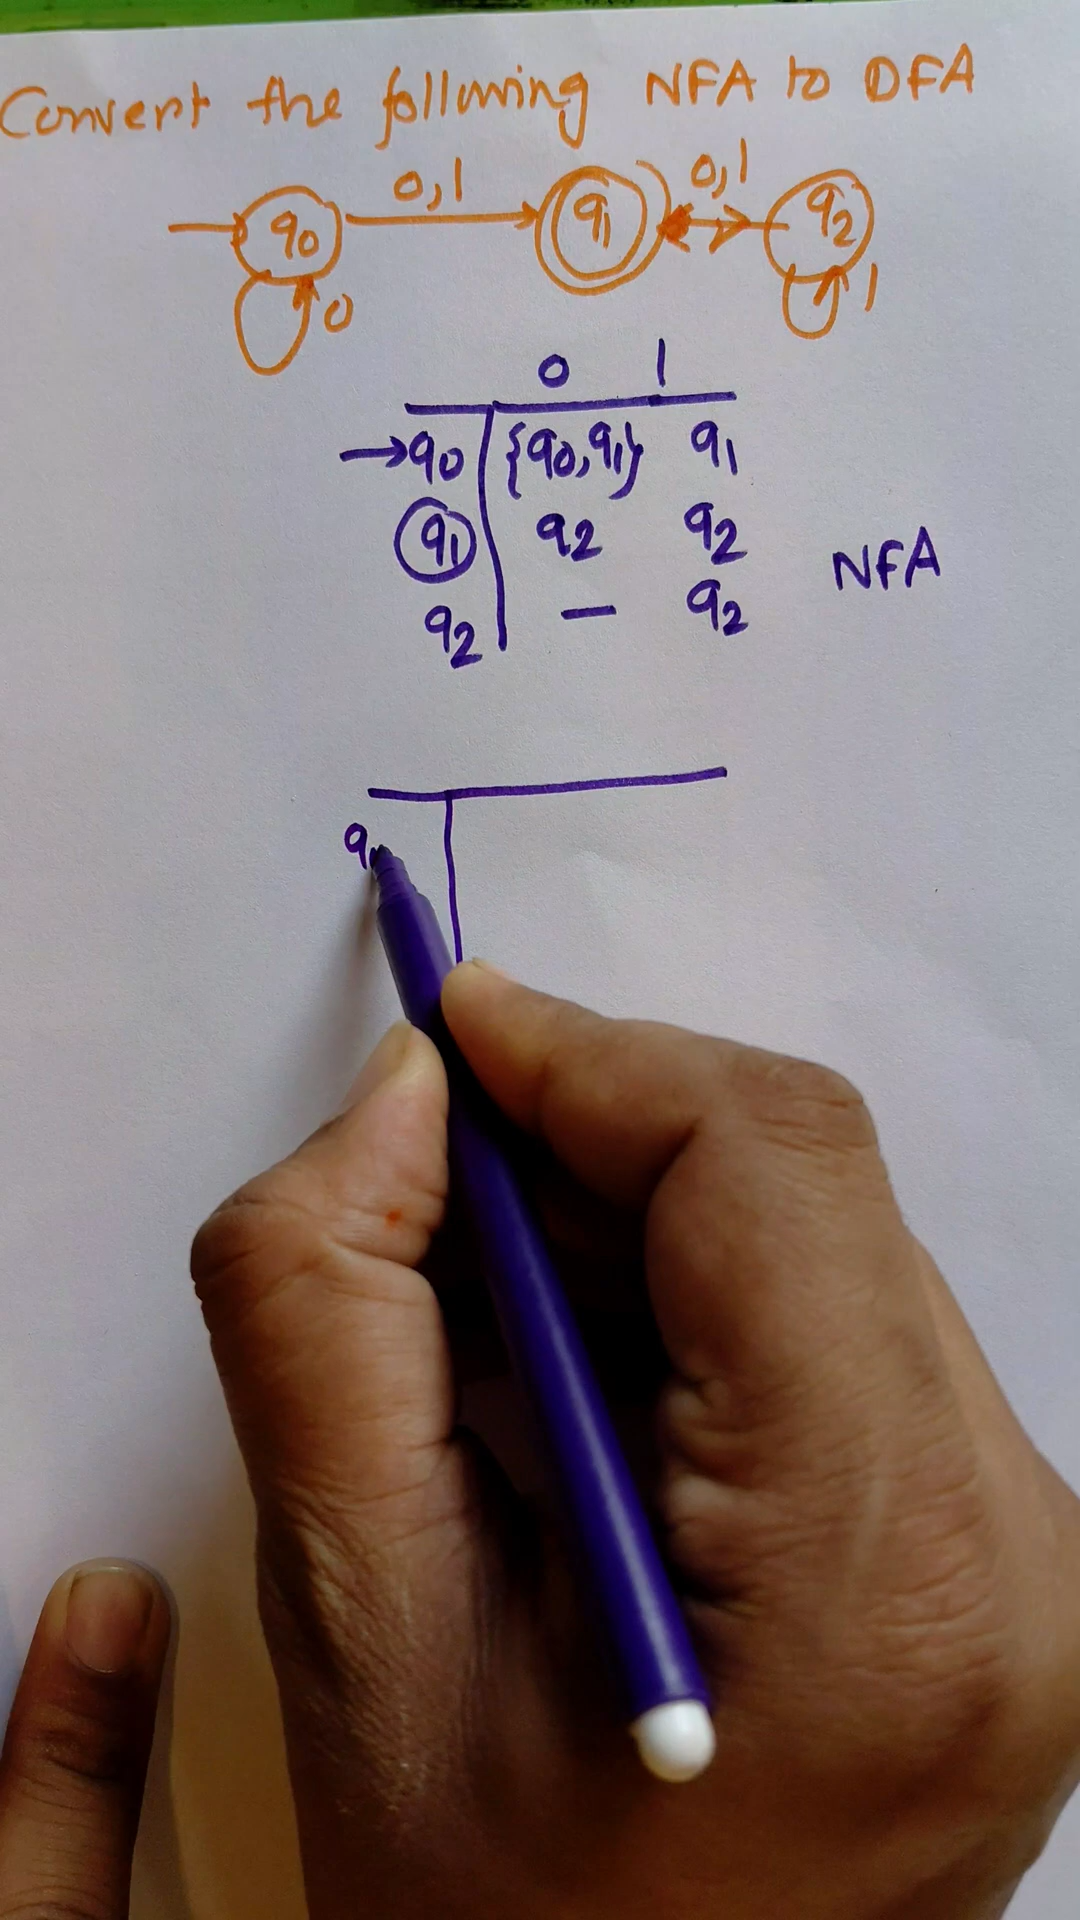 Convert the following NFA to DFA
0,1 0,1
q0 q1 q2
0 1
0 1
→q0 {q0,q1} q1
q1 q2 q2
NFA
q2 — q2
q